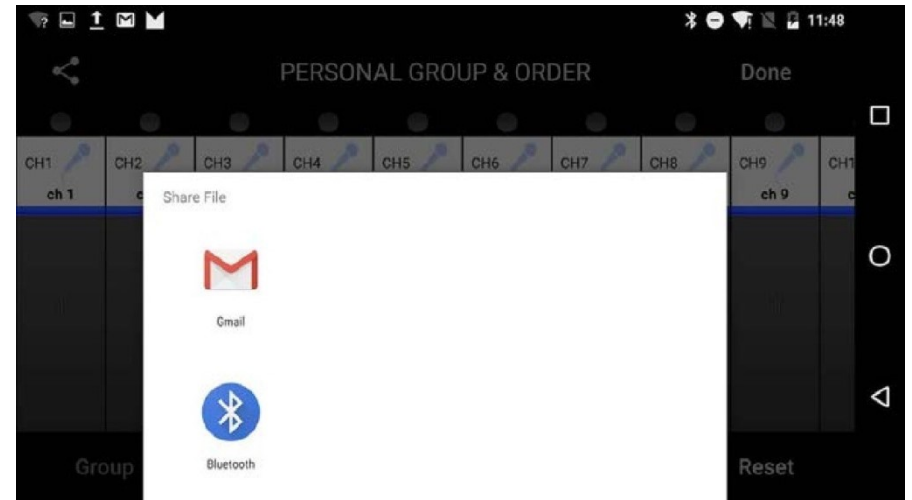 11:48
PERSONAL GROUP & ORDER Done
CH1 CH2 CH3 CH4 CH5 CH6 CH7 CH8 CH9 CH1
ch 1 c ch 9 c
Share File
Gmail
Bluetooth
Group Reset